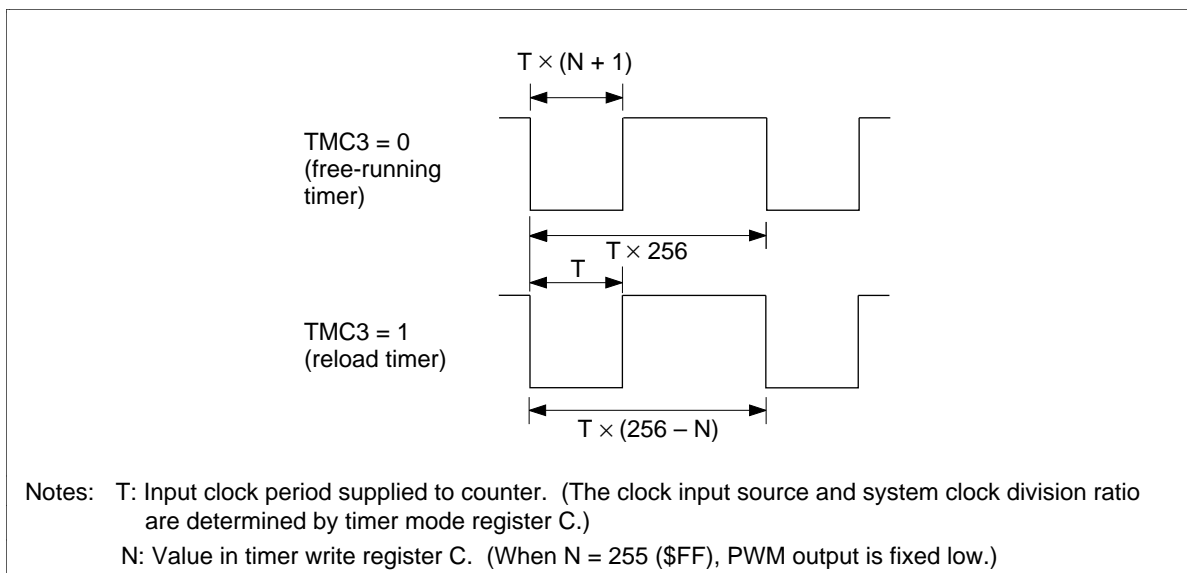 T × (N + 1)
TMC3 = 0
(free-running
timer)
T × 256
T
TMC3 = 1
(reload timer)
T × (256 – N)
Notes: T: Input clock period supplied to counter. (The clock input source and system clock division ratio
are determined by timer mode register C.)
N: Value in timer write register C. (When N = 255 ($FF), PWM output is fixed low.)